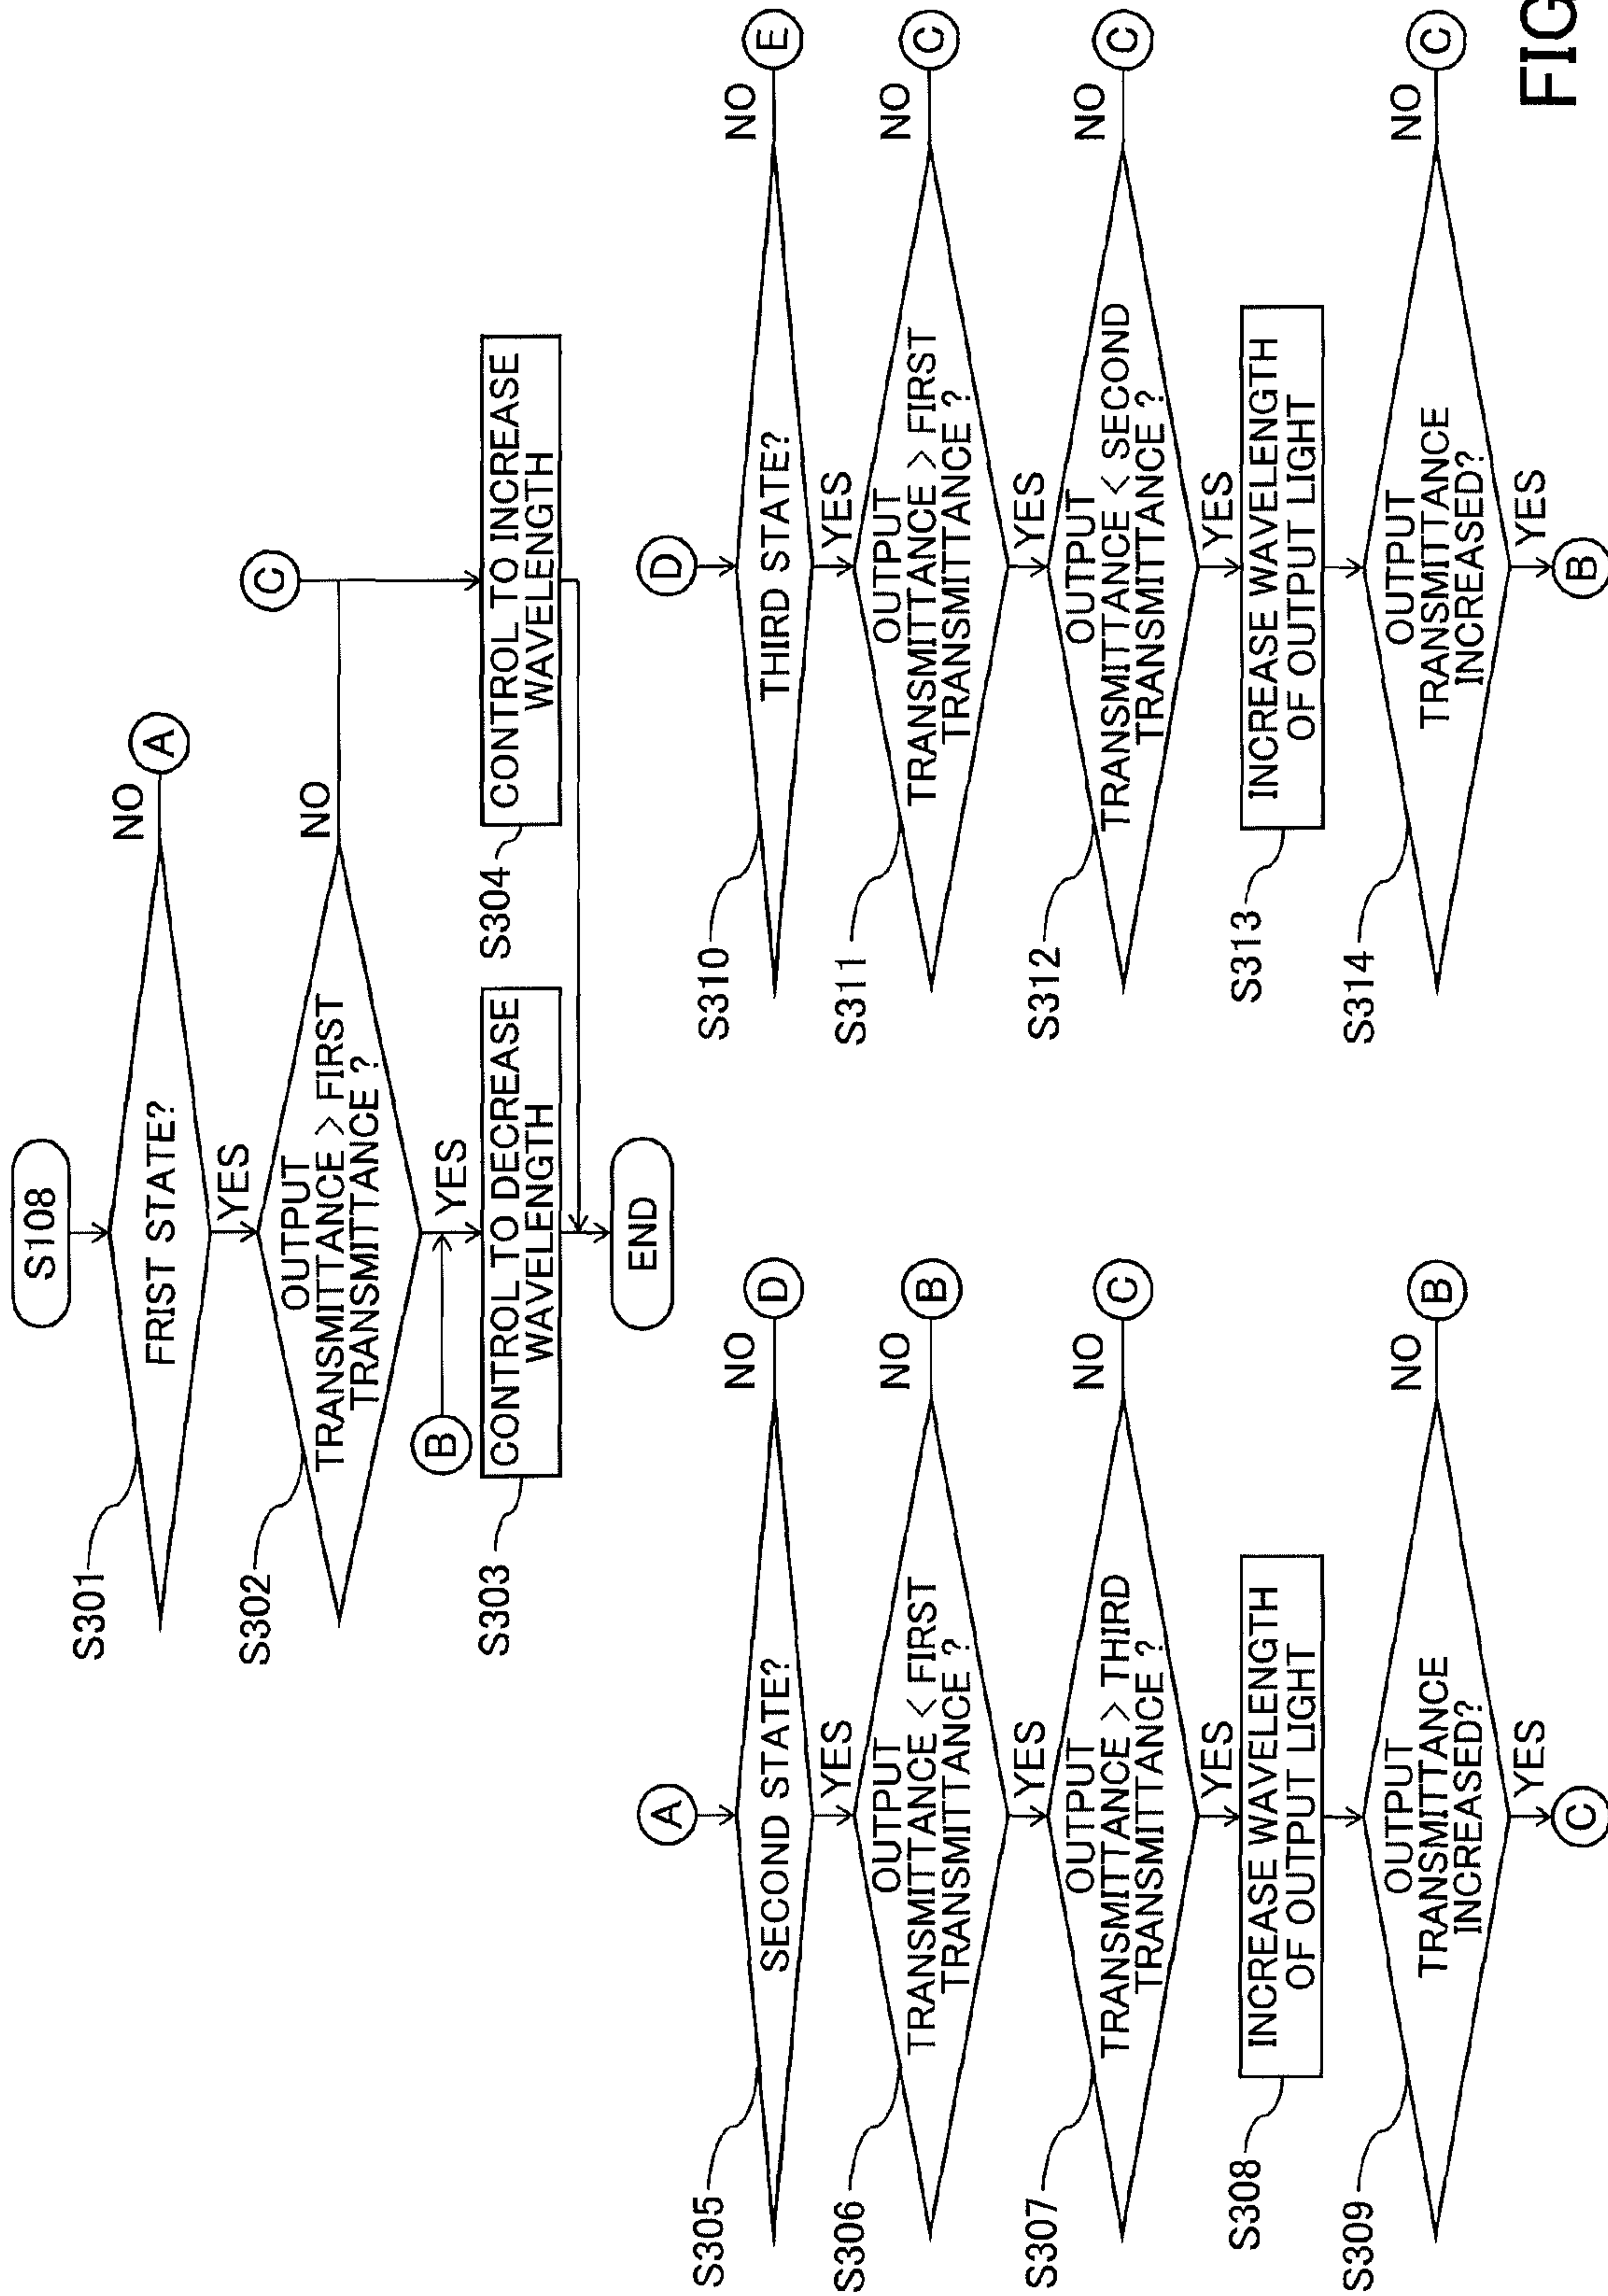 S108
S301
FRIST STATE?
NO
A
YES
S302
OUTPUT
TRANSMITTANCE > FIRST
TRANSMITTANCE ?
NO
C
YES
B
S303
CONTROL TO DECREASE
WAVELENGTH
S304
CONTROL TO INCREASE
WAVELENGTH
END
A
S305
SECOND STATE?
NO
D
YES
S306
OUTPUT
TRANSMITTANCE < FIRST
TRANSMITTANCE ?
NO
B
YES
S307
OUTPUT
TRANSMITTANCE > THIRD
TRANSMITTANCE ?
NO
C
YES
S308
INCREASE WAVELENGTH
OF OUTPUT LIGHT
S309
OUTPUT
TRANSMITTANCE
INCREASED?
NO
B
YES
C
D
S310
THIRD STATE?
NO
E
YES
S311
OUTPUT
TRANSMITTANCE > FIRST
TRANSMITTANCE ?
NO
C
YES
S312
OUTPUT
TRANSMITTANCE < SECOND
TRANSMITTANCE ?
NO
C
YES
S313
INCREASE WAVELENGTH
OF OUTPUT LIGHT
S314
OUTPUT
TRANSMITTANCE
INCREASED?
NO
C
YES
B
FIG